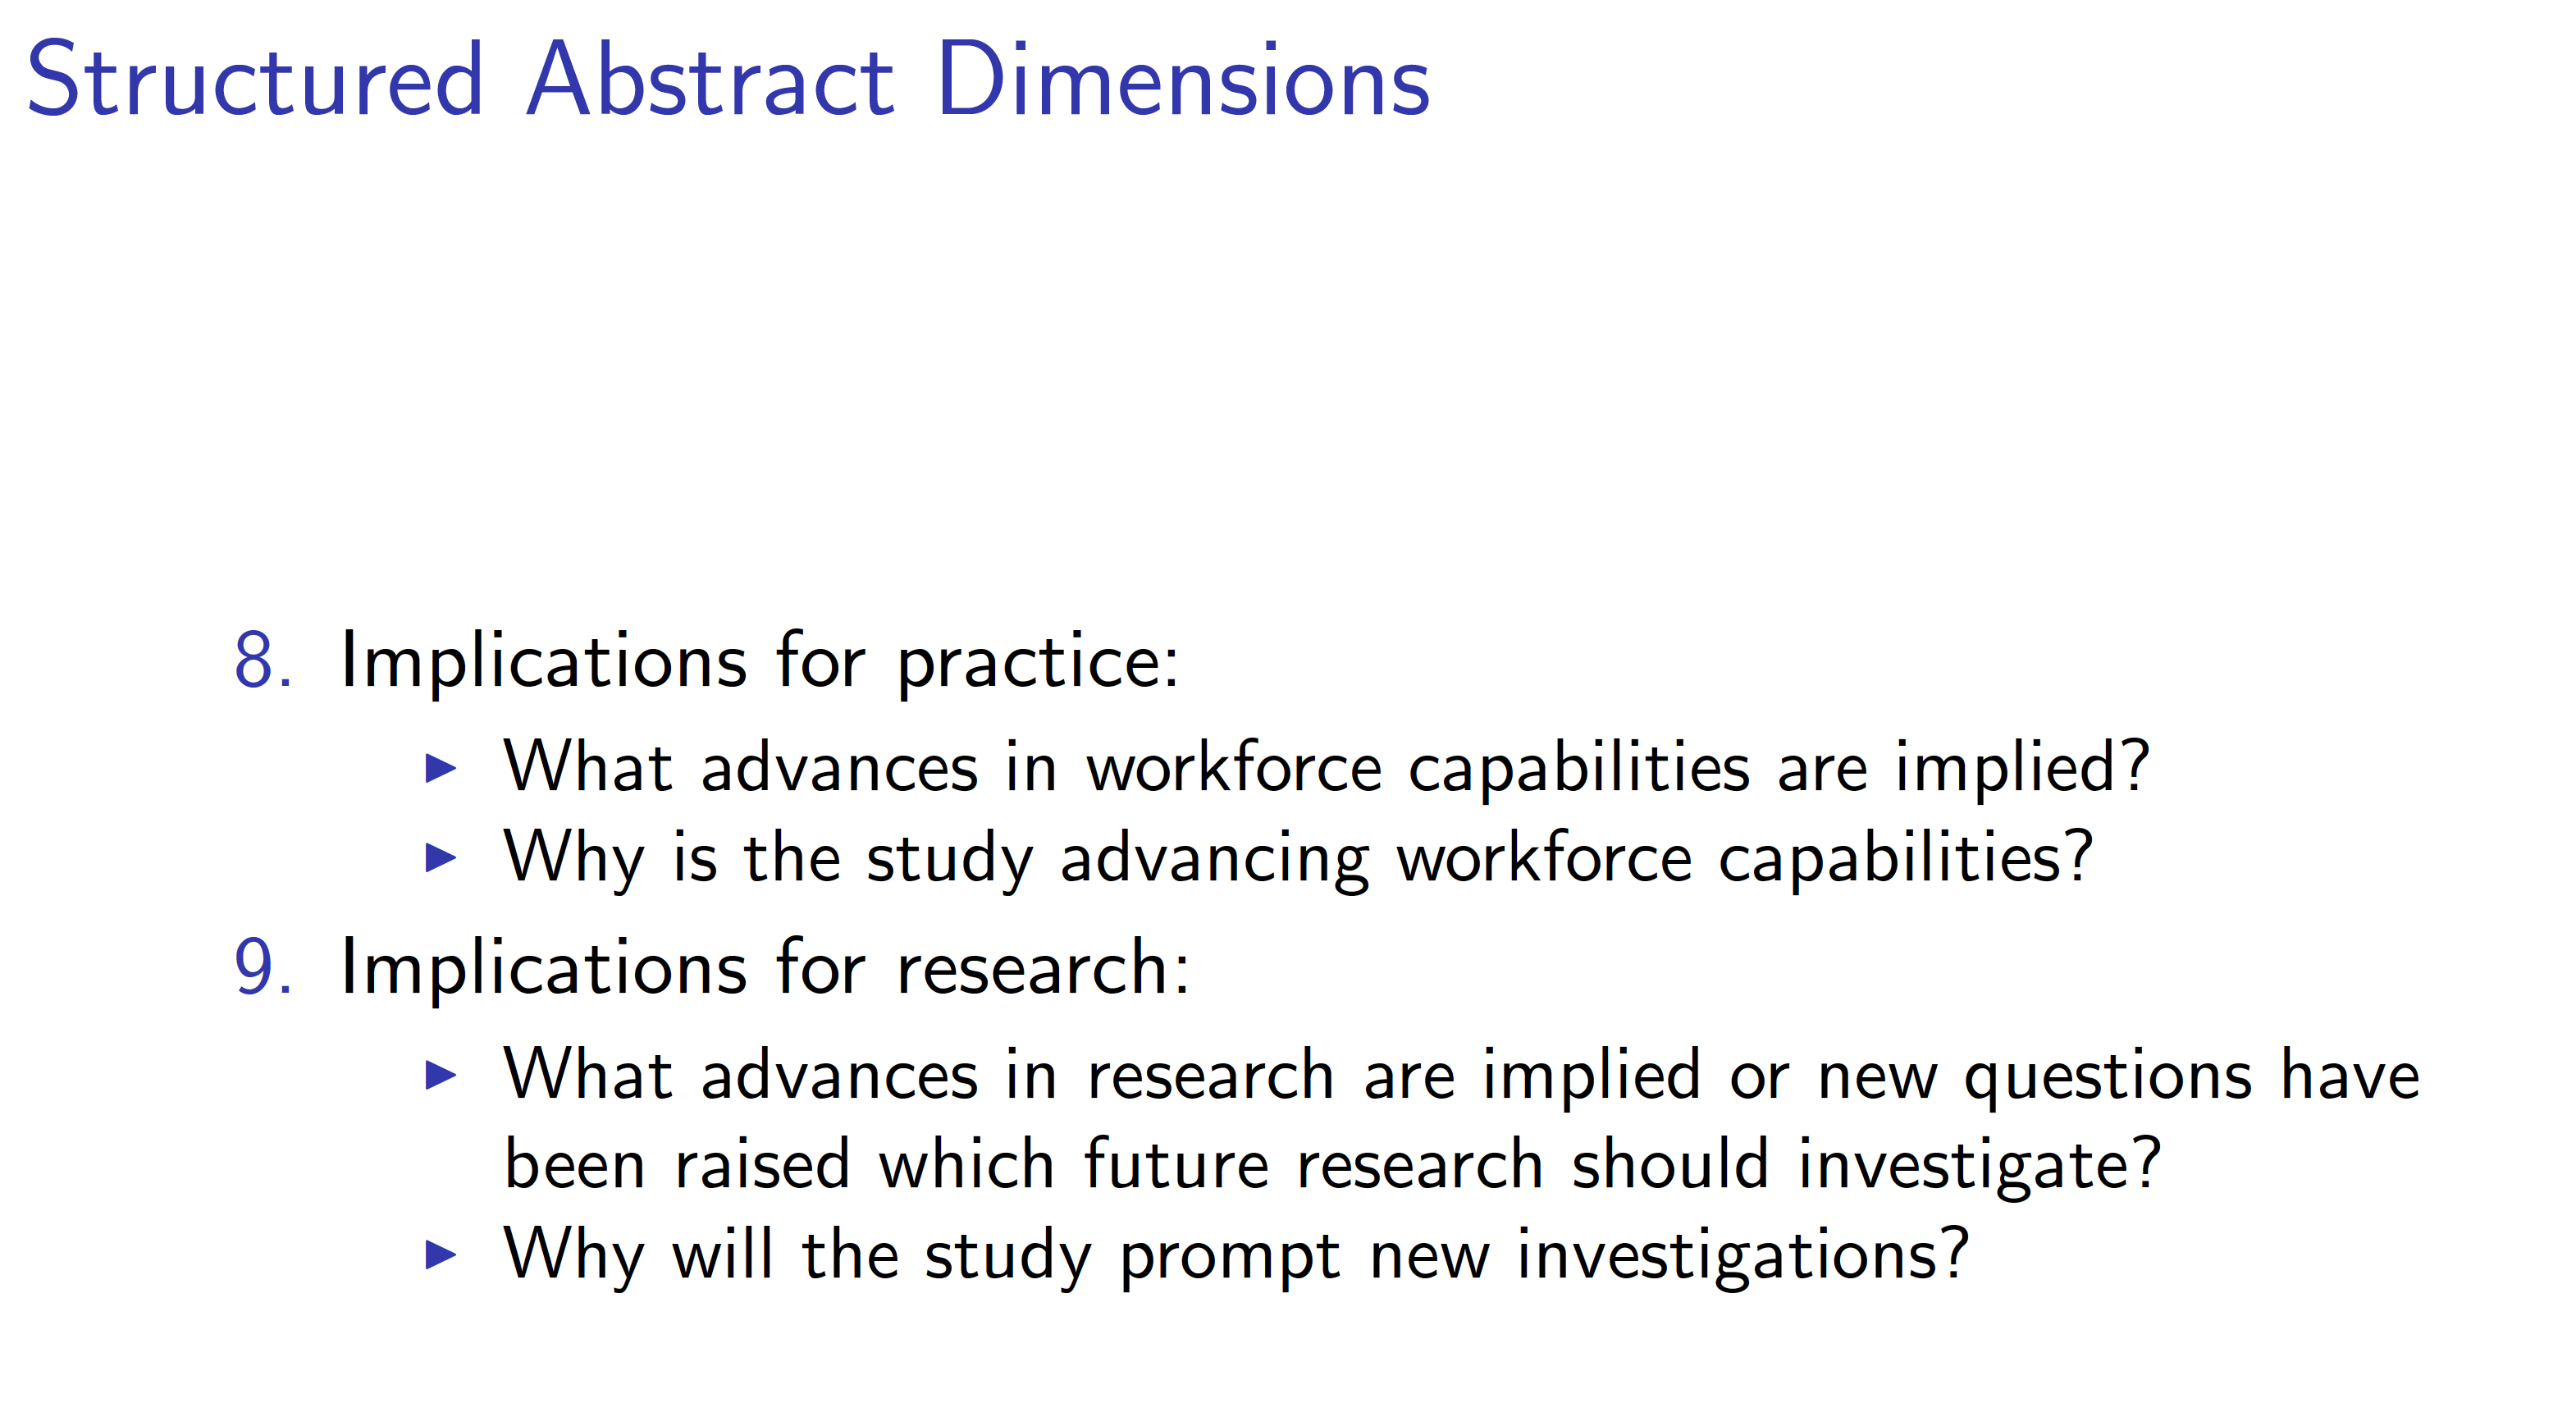 Structured Abstract Dimensions
8. Implications for practice:
▶ What advances in workforce capabilities are implied?
▶ Why is the study advancing workforce capabilities?
9. Implications for research:
▶ What advances in research are implied or new questions have
been raised which future research should investigate?
▶ Why will the study prompt new investigations?